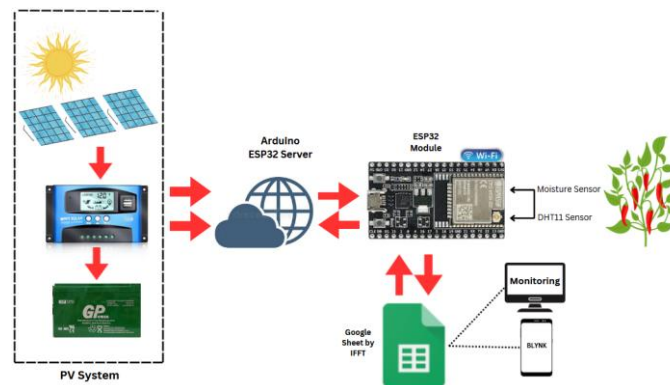 Arduino
ESP32 Server
ESP32
Module
Wi-Fi
Moisture Sensor
DHT11 Sensor
GP
Monitoring
BLYNK
Google
Sheet by
IFFT
PV System